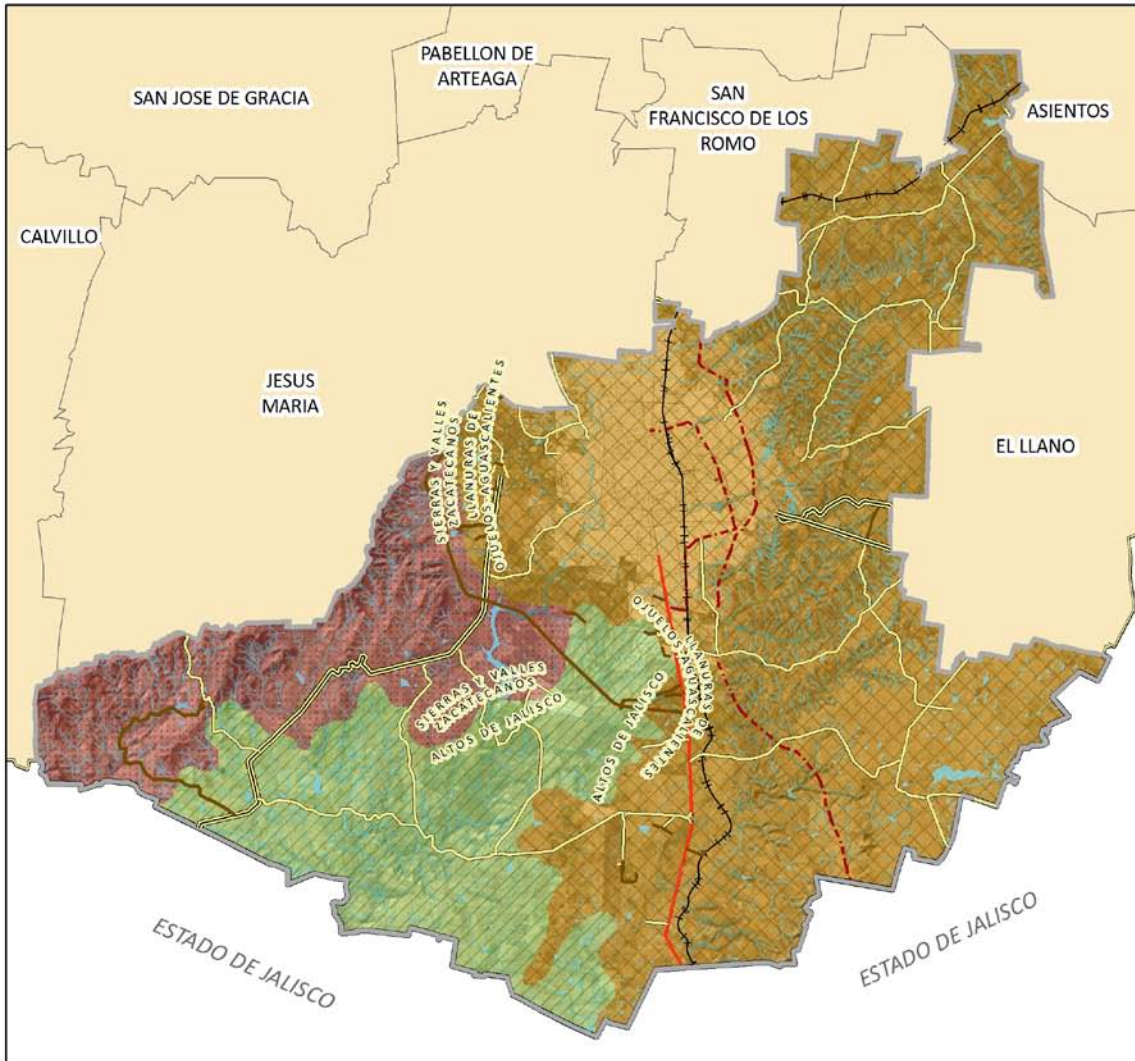 PABELLON DE
ARTEAGA
SAN JOSE DE GRACIA
SAN
FRANCISCO DE LOS
ROMO
ASIENTOS
CALVILLO
JESUS
MARIA
EL LLANO
SIERRAS Y VALLES
ZACATECANOS
LLANURAS DE
OJUELOS-AGUASCALIENTES
LLANURAS DE
OJUELOS-AGUASCALIENTES
SIERRAS Y VALLES
ZACATECANOS
ALTOS DE JALISCO
ALTOS DE JALISCO
ESTADO DE JALISCO
ESTADO DE JALISCO